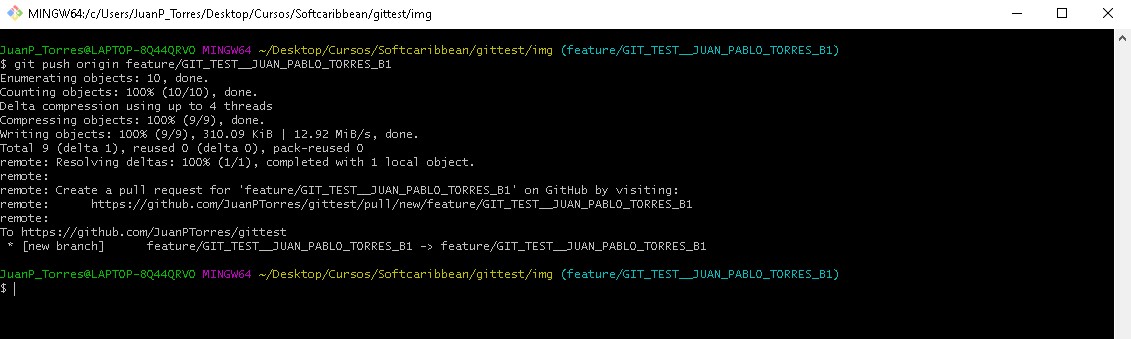 MINGW64:/c/Users/JuanP_Torres/Desktop/Cursos/Softcaribbean/gittest/img
JuanP_Torres@LAPTOP-8Q44QRVO MINGW64 ~/Desktop/Cursos/Softcaribbean/gittest/img (feature/GIT_TEST__JUAN_PABLO_TORRES_B1)
$ git push origin feature/GIT_TEST__JUAN_PABLO_TORRES_B1
Enumerating objects: 10, done.
Counting objects: 100% (10/10), done.
Delta compression using up to 4 threads
Compressing objects: 100% (9/9), done.
Writing objects: 100% (9/9), 310.09 KiB | 12.92 MiB/s, done.
Total 9 (delta 1), reused 0 (delta 0), pack-reused 0
remote: Resolving deltas: 100% (1/1), completed with 1 local object.
remote:
remote: Create a pull request for 'feature/GIT_TEST__JUAN_PABLO_TORRES_B1' on GitHub by visiting:
remote:      https://github.com/JuanPTorres/gittest/pull/new/feature/GIT_TEST__JUAN_PABLO_TORRES_B1
remote:
To https://github.com/JuanPTorres/gittest
 * [new branch]      feature/GIT_TEST__JUAN_PABLO_TORRES_B1 -> feature/GIT_TEST__JUAN_PABLO_TORRES_B1
JuanP_Torres@LAPTOP-8Q44QRVO MINGW64 ~/Desktop/Cursos/Softcaribbean/gittest/img (feature/GIT_TEST__JUAN_PABLO_TORRES_B1)
$